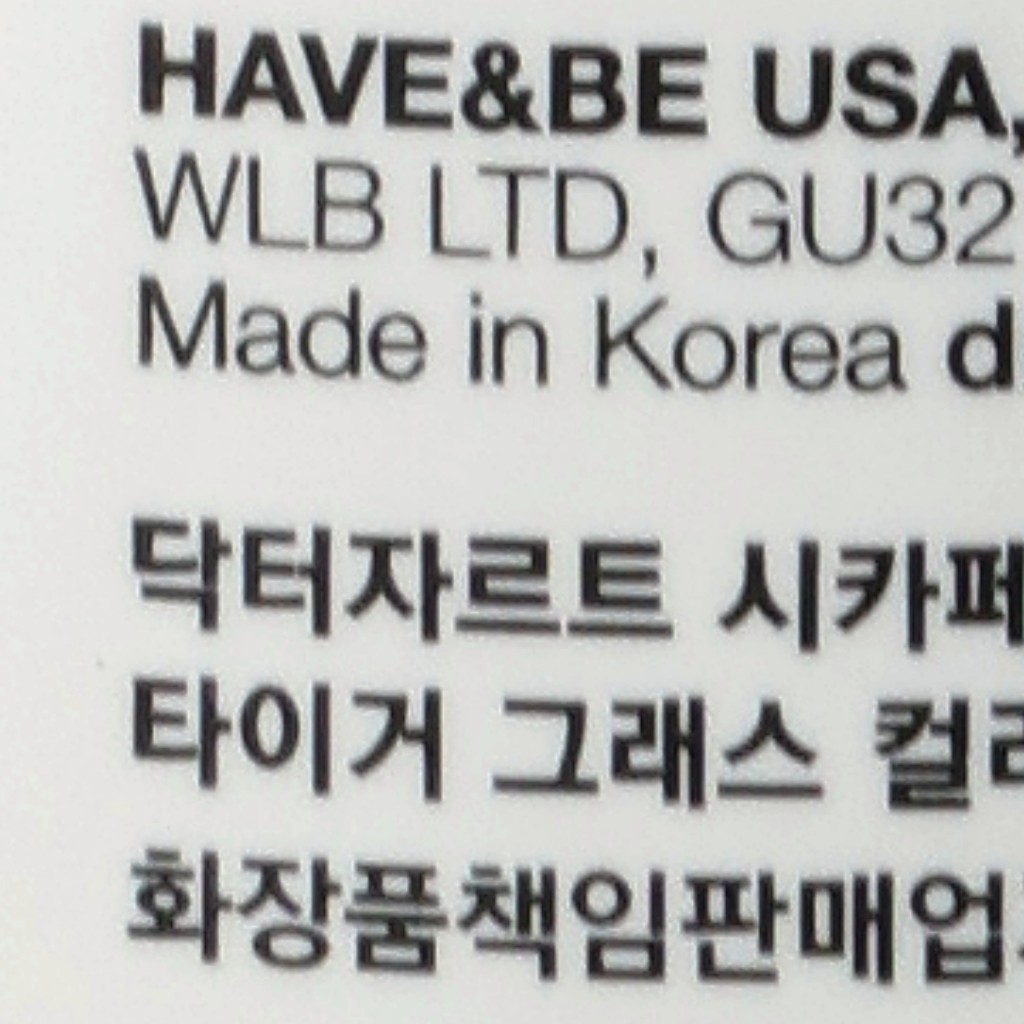 HAVE&BE USA,
WLB LTD, GU32
Made in Korea
닥터자르트 시카페
타이거 그래스 컬러
화장품책임판매업